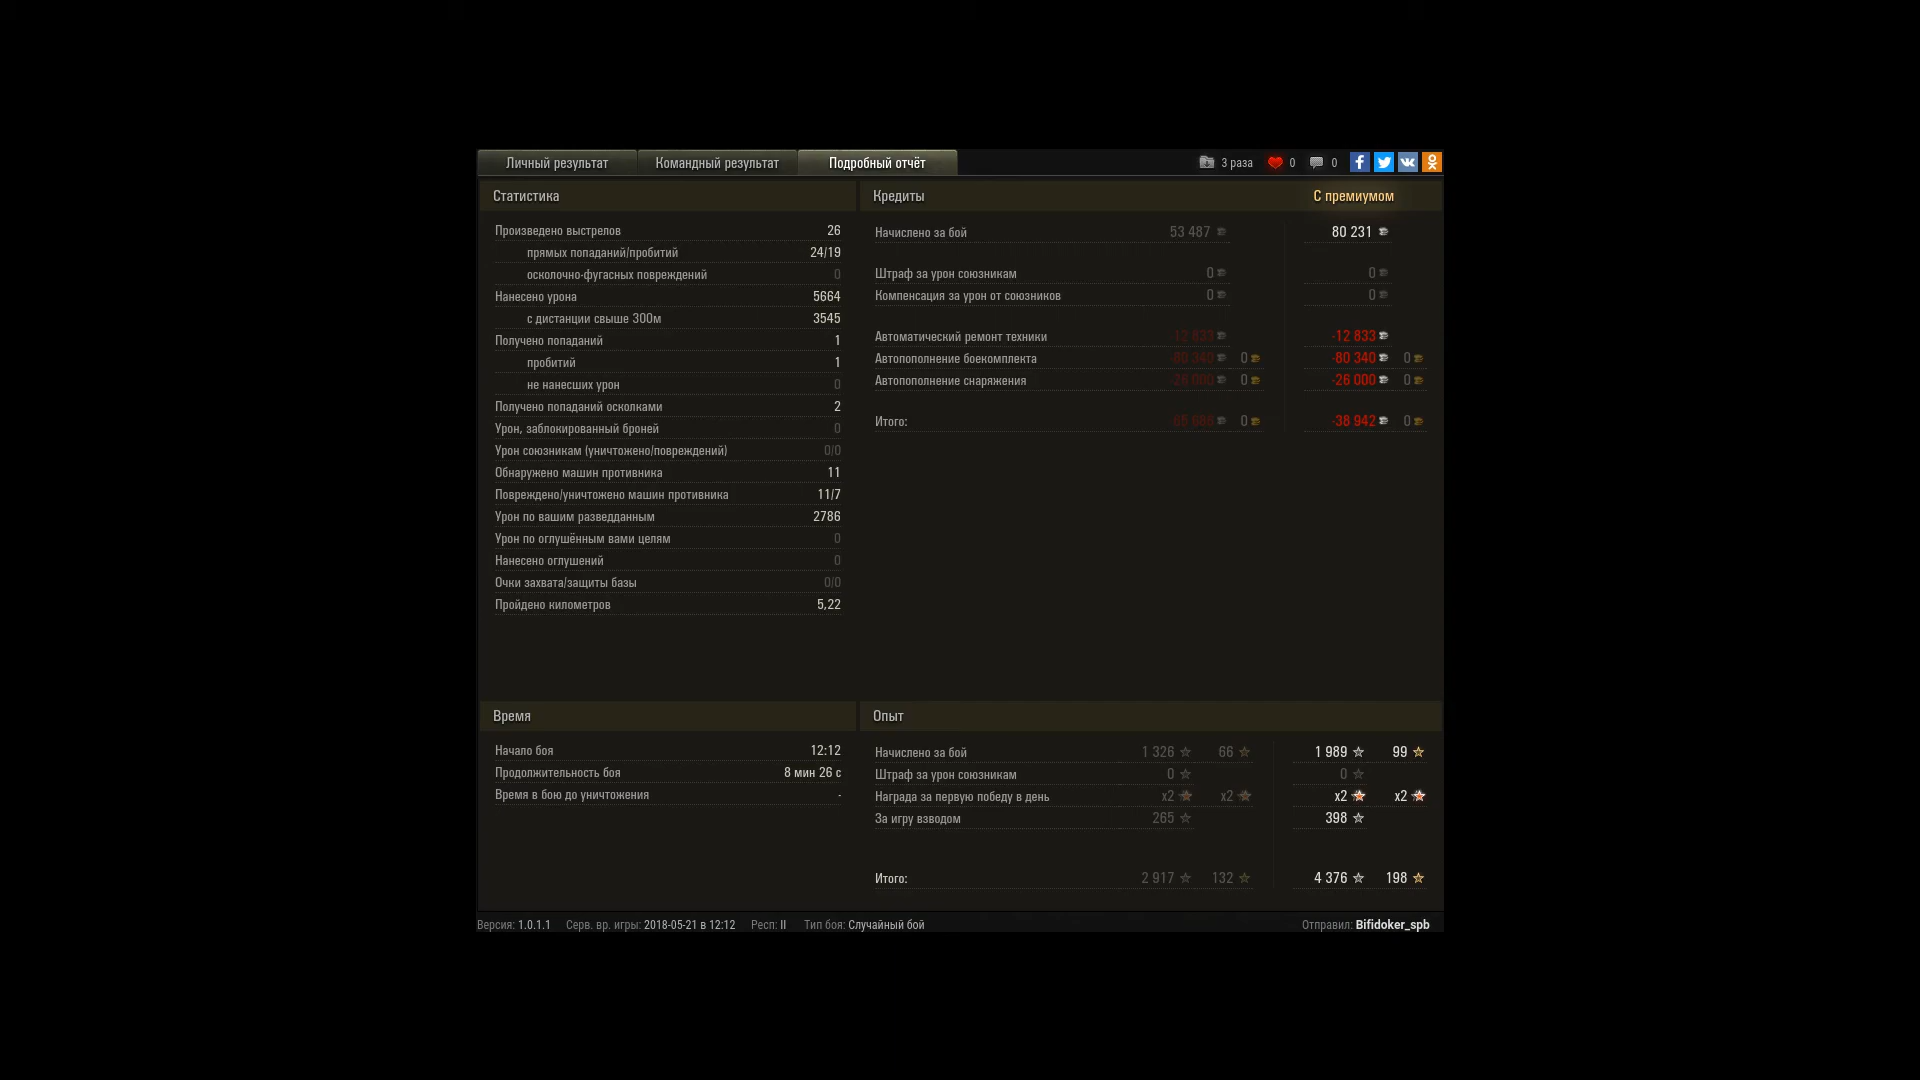 Личный результат Командный результат Подробный отчёт 3 раза 0 0
Статистика
Произведено выстрелов 26
прямых попаданий/пробитий 24/19
осколочно-фугасных повреждений 0
Нанесено урона 5664
с дистанции свыше 300м 3545
Получено попаданий 1
пробитий 1
не нанесших урон 0
Получено попаданий осколками 2
Урон, заблокированный броней 0
Урон союзникам (уничтожено/повреждений) 0/0
Обнаружено машин противника 11
Повреждено/уничтожено машин противника 11/7
Урон по вашим разведданным 2786
Урон по оглушённым вами целям 0
Нанесено оглушений 0
Очки захвата/защиты базы 0/0
Пройдено километров 5,22
Кредиты С премиумом
Начислено за бой 53 487 80 231
Штраф за урон союзникам 0 0
Компенсация за урон от союзников 0 0
Автоматический ремонт техники -12 833 -12 833
Автопополнение боекомплекта -80 340 0 -80 340 0
Автопополнение снаряжения -26 000 0 -26 000 0
Итого: -65 686 0 -38 942 0
Время
Начало боя 12:12
Продолжительность боя 8 мин 26 с
Время в бою до уничтожения -
Опыт
Начислено за бой 1 326 66 1 989 99
Штраф за урон союзникам 0 0
Награда за первую победу в день x2 x2 x2 x2
За игру взводом 265 398
Итого: 2 917 132 4 376 198
Версия: 1.0.1.1 Серв. вр. игры: 2018-05-21 в 12:12 Респ: II Тип боя: Случайный бой Отправил: Bifidoker_spb